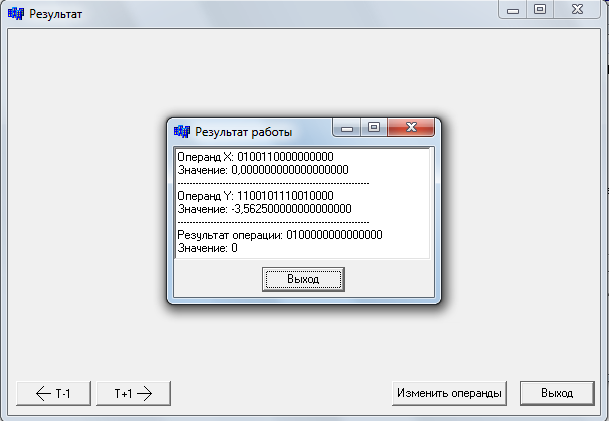 Результат
Результат работы
Операнд X: 0100110000000000
Значение: 0,000000000000000000
Операнд Y: 1100101110010000
Значение: -3,562500000000000000
Результат операции: 0100000000000000
Значение: 0
Выход
T-1
T+1
Изменить операнды
Выход